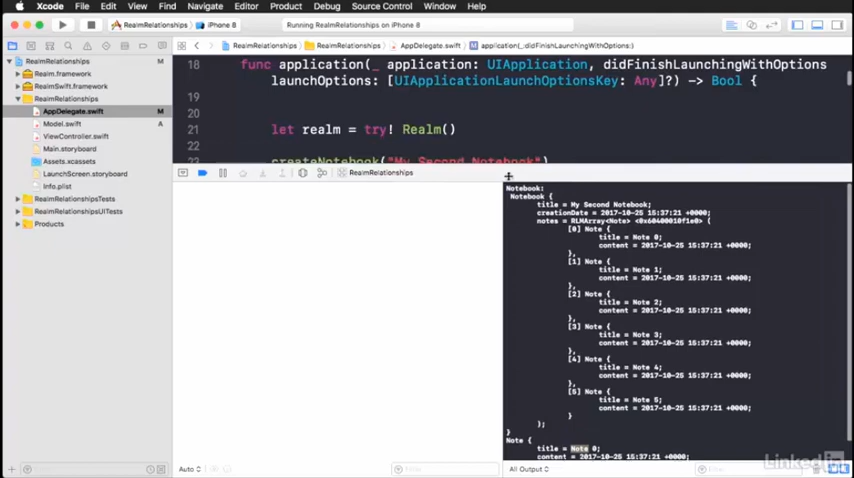 Xcode File Edit View Find Navigate Editor Product Debug Source Control Window Help
RealmRelationships iPhone 8 Running RealmRelationships on iPhone 8
RealmRelationships RealmRelationships AppDelegate.swift application(_:didFinishLaunchingWithOptions:)
RealmRelationships M
Realm.framework
RealmSwift.framework
RealmRelationships
AppDelegate.swift M
Model.swift A
ViewController.swift
Main.storyboard
Assets.xcassets
LaunchScreen.storyboard
Info.plist
RealmRelationshipsTests
RealmRelationshipsUITests
Products
18 func application(_ application: UIApplication, didFinishLaunchingWithOptions
launchOptions: [UIApplicationLaunchOptionsKey: Any]?) -> Bool {
19
20
21 let realm = try! Realm()
22
23 createNotebook("My Second Notebook")
RealmRelationships
Notebook:
Notebook {
title = My Second Notebook;
creationDate = 2017-10-25 15:37:21 +0000;
notes = RLMArray<Note> <0x60400010f1e0> (
[0] Note {
title = Note 0;
content = 2017-10-25 15:37:21 +0000;
},
[1] Note {
title = Note 1;
content = 2017-10-25 15:37:21 +0000;
},
[2] Note {
title = Note 2;
content = 2017-10-25 15:37:21 +0000;
},
[3] Note {
title = Note 3;
content = 2017-10-25 15:37:21 +0000;
},
[4] Note {
title = Note 4;
content = 2017-10-25 15:37:21 +0000;
},
[5] Note {
title = Note 5;
content = 2017-10-25 15:37:21 +0000;
}
);
}
Note {
title = Note 0;
content = 2017-10-25 15:37:21 +0000;
Auto
Filter
All Output
Filter
Linked in